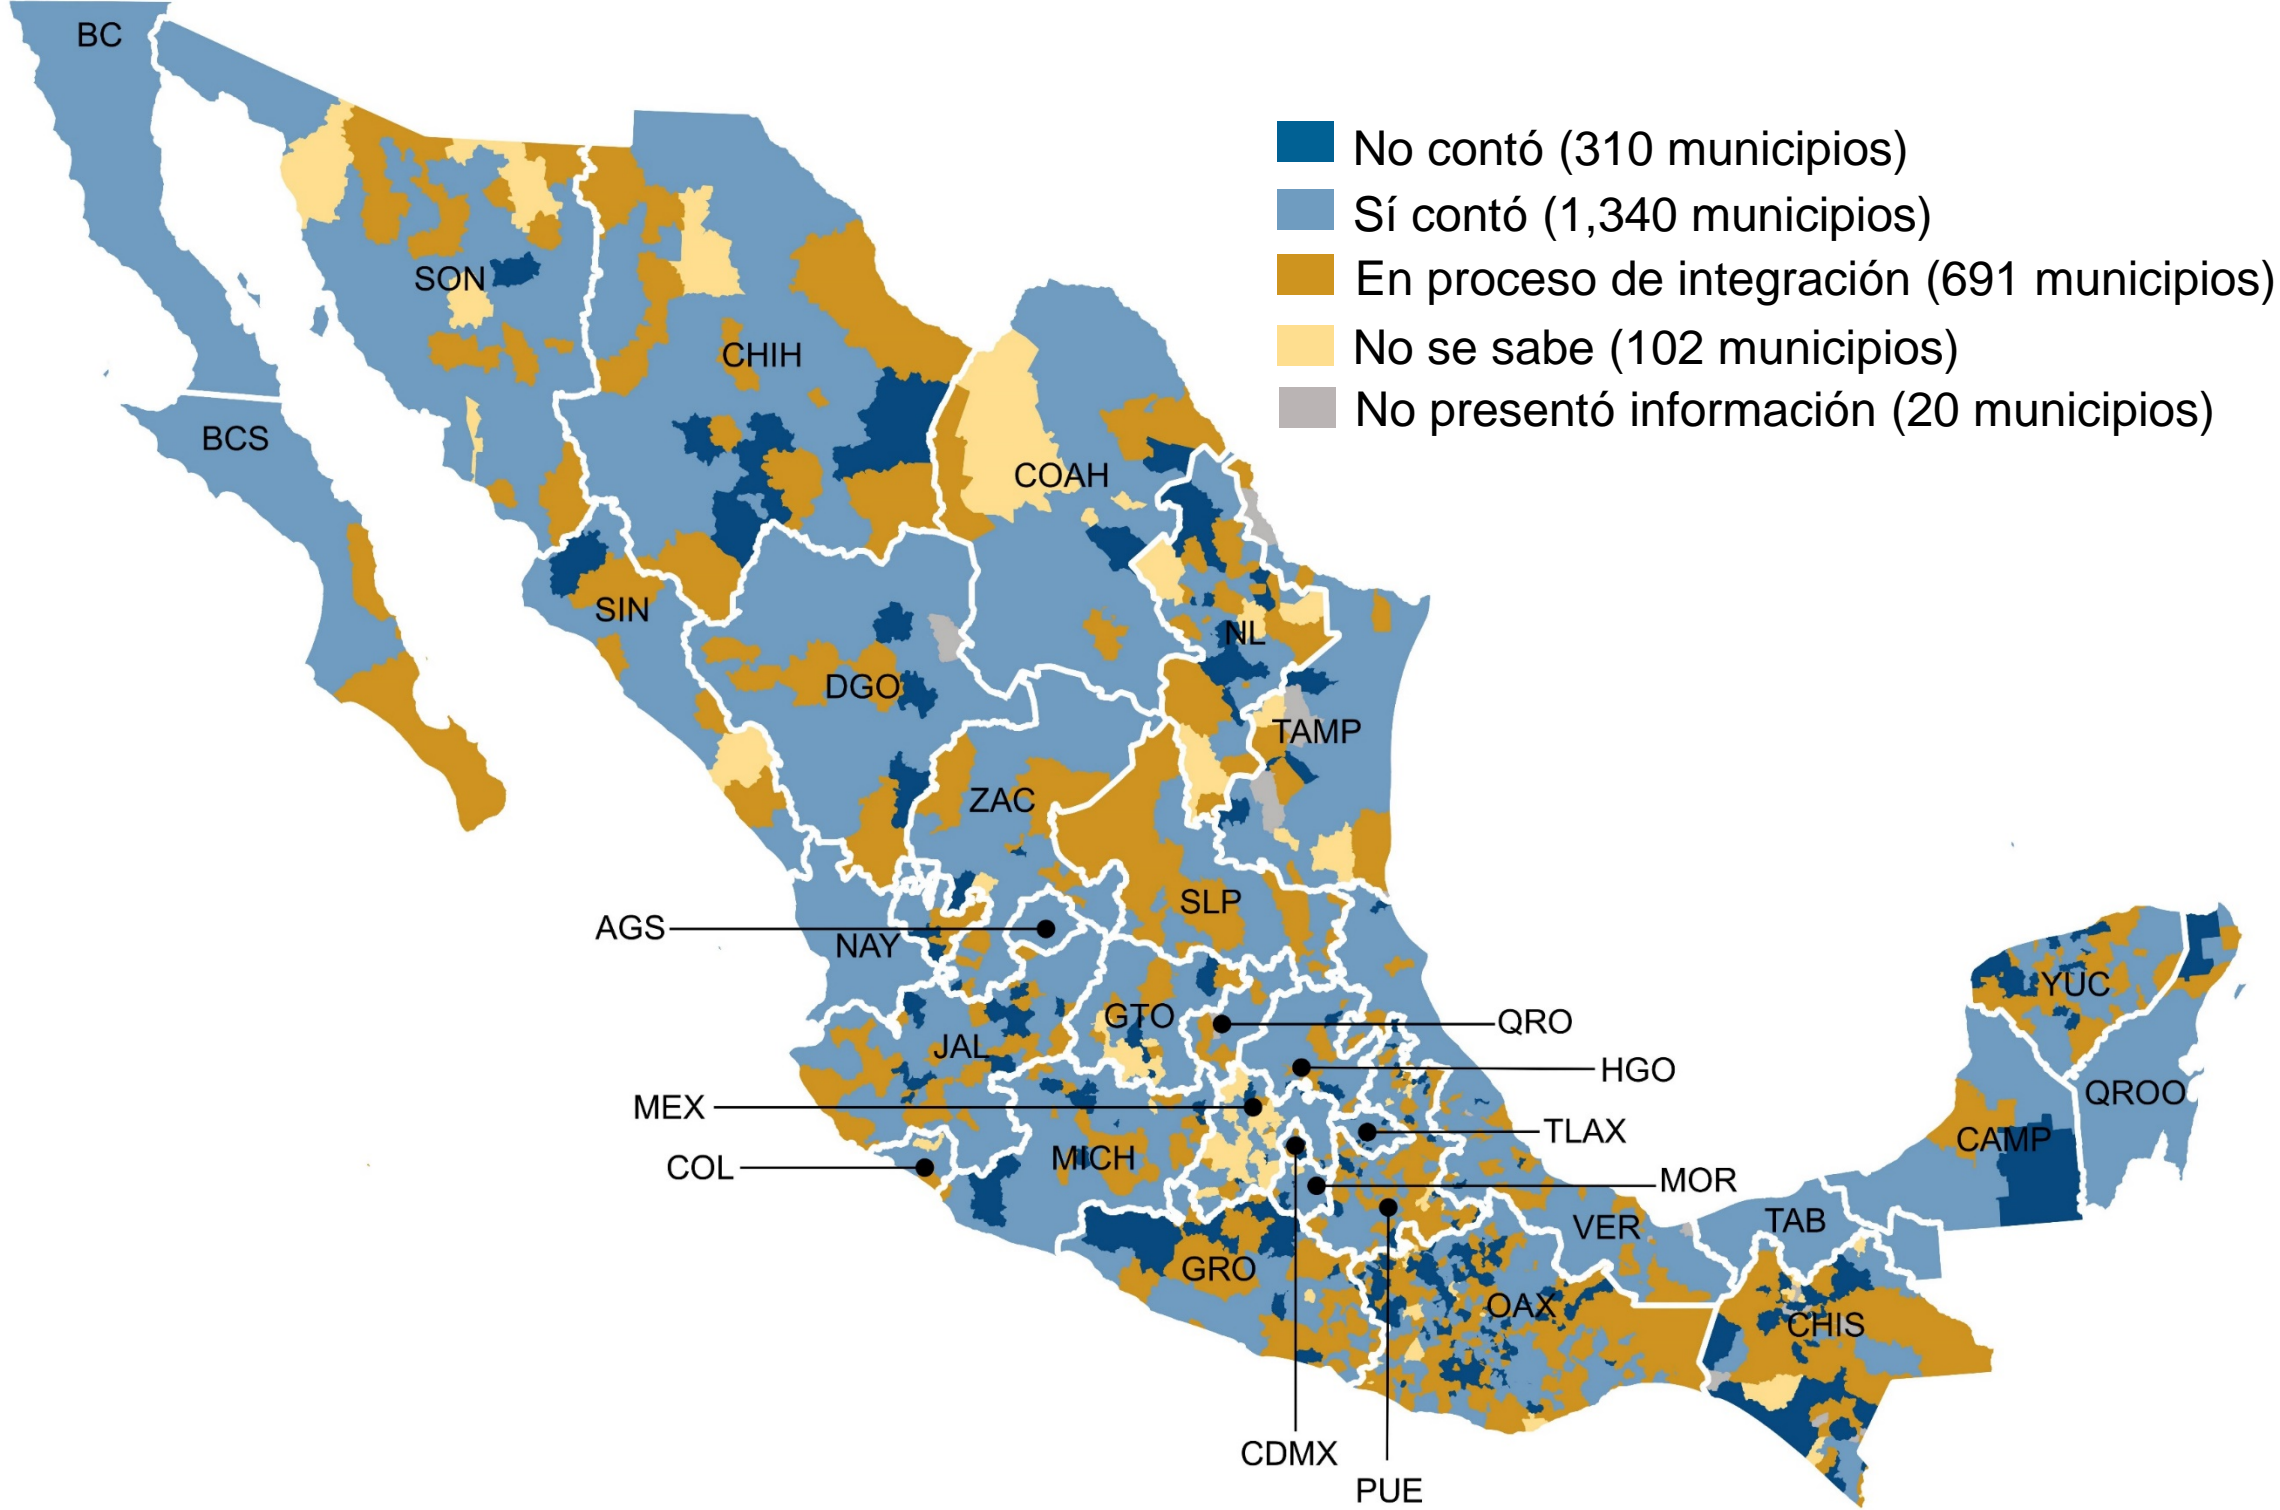 BC
No contó (310 municipios)
Sí contó (1,340 municipios)
SON
En proceso de integración (691 municipios)
CHIH
No se sabe (102 municipios)
No presentó información (20 municipios)
BCS
COAH
SIN
NL
DGO
TAMP
ZAC
SLP
AGS
NAY
YUC
GTO
QRO
JAL
HGO
QROO
MEX
TLAX
CAMP
MICH
COL
MOR
VER
TAB
GRO
OAX
CHIS
CDMX
PUE